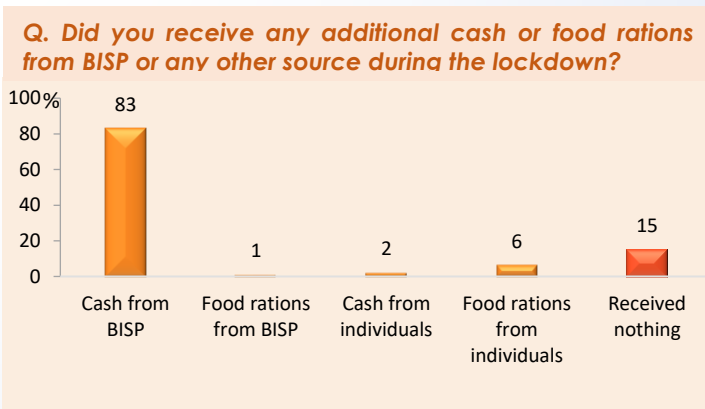 Q. Did you receive any additional cash or food rations
from BISP or any other source during the lockdown?
100%
80
60
40
20
0
83
1
2
6
15
Cash from
BISP
Food rations
from BISP
Cash from
individuals
Food rations
from
individuals
Received
nothing